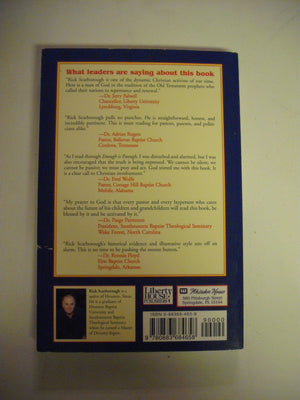 What leaders are saying about this book
"Rick Scarborough is one of the dynamic Christian activists of our time.
Here is a man of God in the tradition of the Old Testament prophets who
called their nations to repentance and renewal."
—Dr. Jerry Falwell
Chancellor, Liberty University
Lynchburg, Virginia
"Rick Scarborough pulls no punches. He is straightforward, honest, and
incredibly pertinent. This is must reading for pastors, parents, and politi-
cians alike."
—Dr. Adrian Rogers
Pastor, Bellevue Baptist Church
Cordova, Tennessee
"As I read through Enough Is Enough, I was disturbed and alarmed, but I was
also encouraged that the truth is being expressed. We cannot be silent; we
cannot be passive; we must pray and act. God stirred me with this book. It
is a clear call to Christian involvement."
—Dr. Fred Wolfe
Pastor, Cottage Hill Baptist Church
Mobile, Alabama
"My prayer to God is that every pastor and every layperson who cares
about the future of his children and grandchildren will read this book, be
blessed by it and be activated by it."
—Dr. Paige Patterson
President, Southeastern Baptist Theological Seminary
Wake Forest, North Carolina
"Rick Scarborough's historical evidence and illustrative style sets off an
alarm. This is no time to be pushing the snooze button."
—Dr. Ronnie Floyd
First Baptist Church
Springdale, Arkansas
Rick Scarborough is a
pastor of
Houston, Texas. He
is a graduate of
Houston Baptist
University and
Southwestern Baptist
Theological Seminary
where he earned a Master
of Divinity degree.
Liberty
HOUSE
PUBLISHERS
Whitaker House
580 Pittsburgh Street
Springdale, PA 15144
90000
9 780883 684658